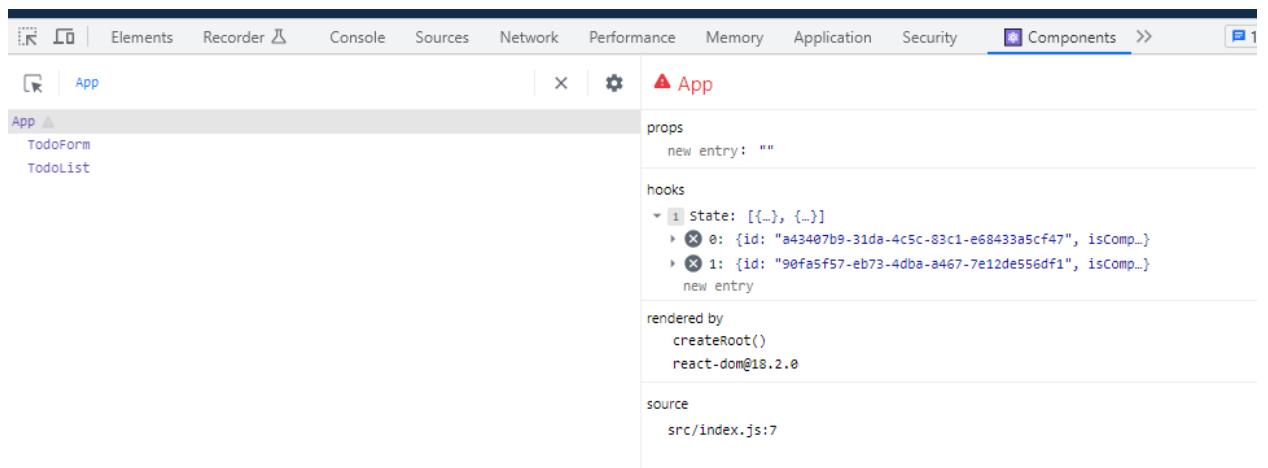 Elements Recorder Console Sources Network Performance Memory Application Security Components 1
App
App
App
TodoForm
TodoList
props
new entry: ""
hooks
1 State: [{…}, {…}]
0: {id: "a43407b9-31da-4c5c-83c1-e68433a5cf47", isComp…}
1: {id: "90fa5f57-eb73-4dba-a467-7e12de556df1", isComp…}
new entry
rendered by
createRoot()
react-dom@18.2.0
source
src/index.js:7